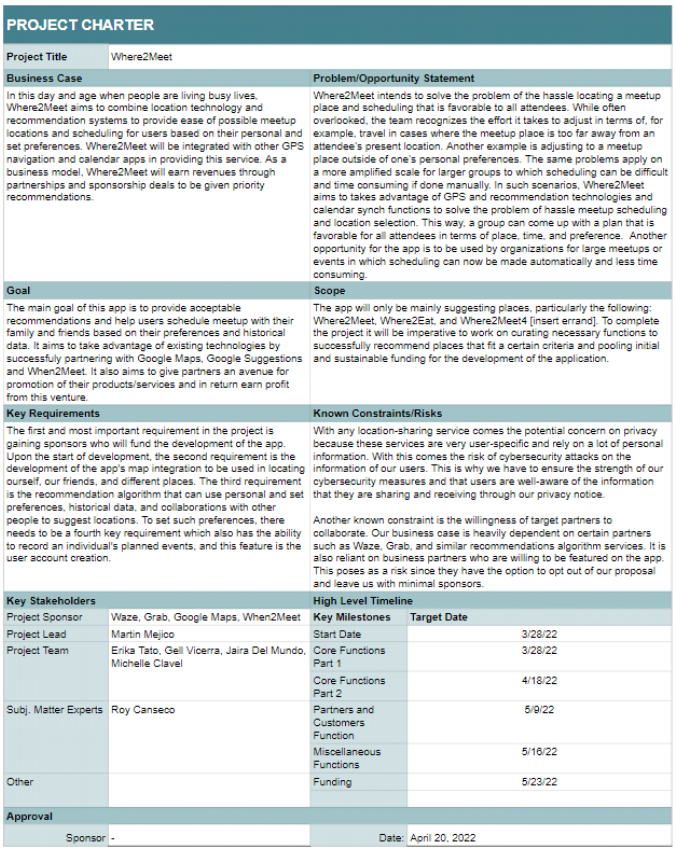 PROJECT CHARTER
Project Title Where2Meet
Business Case
In this day and age when people are living busy lives,
Where2Meet aims to combine location technology and
recommendation systems to provide ease of possible meetup
locations and scheduling for users based on their personal and
set preferences. Where2Meet will be integrated with other GPS
navigation and calendar apps in providing this service. As a
business model, Where2Meet will earn revenues through
partnerships and sponsorship deals to be given priority
recommendations.
Problem/Opportunity Statement
Where2Meet intends to solve the problem of the hassle locating a meetup
place and scheduling that is favorable to all attendees. While often
overlooked, the team recognizes the effort it takes to adjust in terms of, for
example, travel in cases where the meetup place is too far away from an
attendee's present location. Another example is adjusting to a meetup
place outside of one's personal preferences. The same problems apply on
a more amplified scale for larger groups to which scheduling can be difficult
and time consuming if done manually. In such scenarios, Where2Meet
aims to takes advantage of GPS and recommendation technologies and
calendar synch functions to solve the problem of hassle meetup scheduling
and location selection. This way, a group can come up with a plan that is
favorable for all attendees in terms of place, time, and preference. Another
opportunity for the app is to be used by organizations for large meetups or
events in which scheduling can now be made automatically and less time
consuming.
Goal
The main goal of this app is to provide acceptable
recommendations and help users schedule meetup with their
family and friends based on their preferences and historical
data. It aims to take advantage of existing technologies by
successfuly partnering with Google Maps, Google Suggestions
and When2Meet. It also aims to give partners an avenue for
promotion of their products/services and in return earn profit
from this venture.
Scope
The app will only be mainly suggesting places, particularly the following:
Where2Meet, Where2Eat, and Where2Meet4 [insert errand]. To complete
the project it will be imperative to work on curating necessary functions to
successfully recommend places that fit a certain criteria and pooling initial
and sustainable funding for the development of the application.
Key Requirements
The first and most important requirement in the project is
gaining sponsors who will fund the development of the app.
Upon the start of development, the second requirement is the
development of the app's map integration to be used in locating
ourself, our friends, and different places. The third requirement
is the recommendation algorithm that can use personal and set
preferences, historical data, and collaborations with other
people to suggest locations. To set such preferences, there
needs to be a fourth key requirement which also has the ability
to record an individual's planned events, and this feature is the
user account creation.
Known Constraints/Risks
With any location-sharing service comes the potential concern on privacy
because these services are very user-specific and rely on a lot of personal
information. With this comes the risk of cybersecurity attacks on the
information of our users. This is why we have to ensure the strength of our
cybersecurity measures and that users are well-aware of the information
that they are sharing and receiving through our privacy notice.
Another known constraint is the willingness of target partners to
collaborate. Our business case is heavily dependent on certain partners
such as Waze, Grab, and similar recommendations algorithm services. It is
also reliant on business partners who are willing to be featured on the app.
This poses as a risk since they have the option to opt out of our proposal
and leave us with minimal sponsors.
Key Stakeholders
Project Sponsor Waze, Grab, Google Maps, When2Meet
Project Lead Martin Mejico
Project Team Erika Tato, Gell Vicerra, Jaira Del Mundo,
Michelle Clavel
Subj. Matter Experts Roy Canseco
Other
High Level Timeline
Key Milestones Target Date
Start Date 3/28/22
Core Functions 3/28/22
Part 1
Core Functions 4/18/22
Part 2
Partners and 5/9/22
Customers
Function
Miscellaneous 5/16/22
Functions
Funding 5/23/22
Approval
Sponsor - Date: April 20, 2022